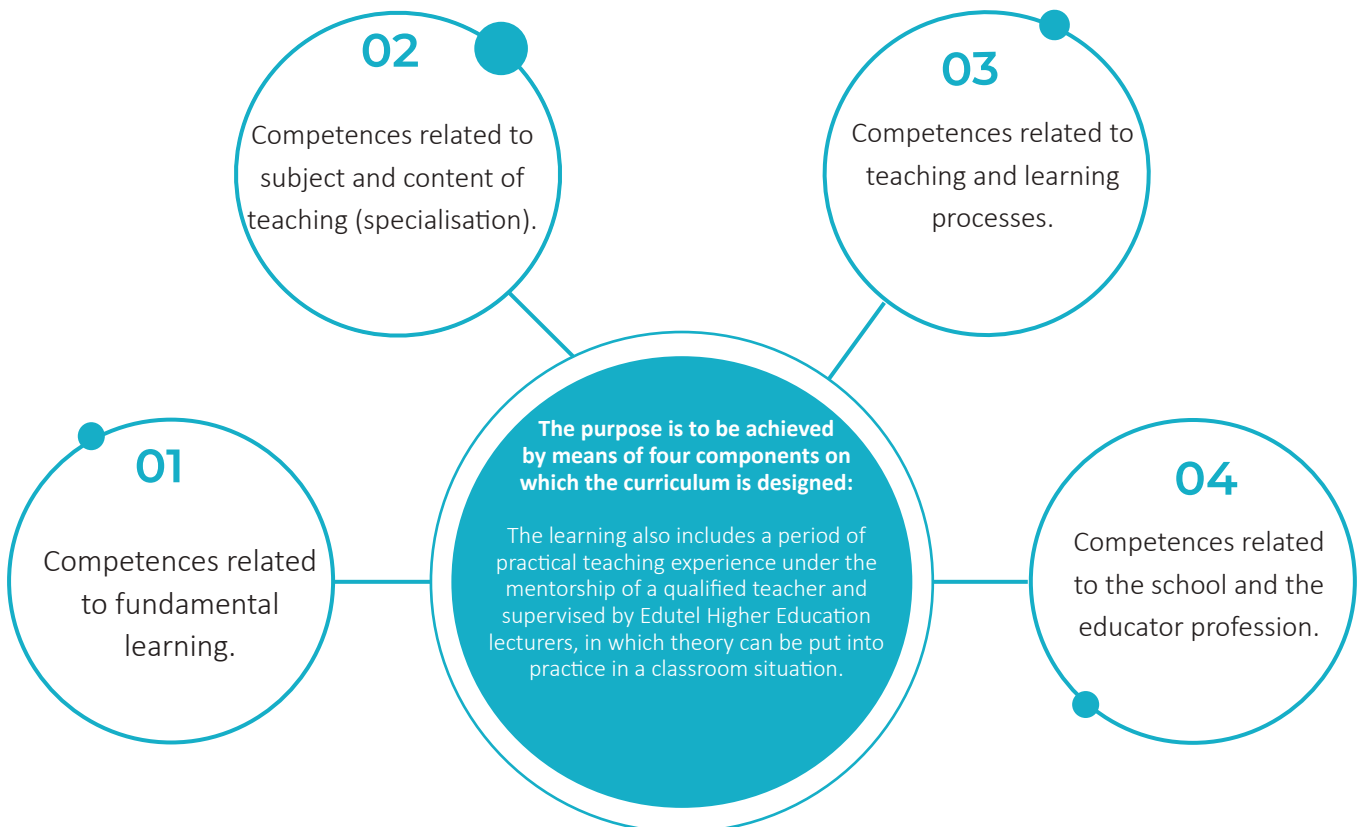 01
Competences related
to fundamental
learning.
02
Competences related to
subject and content of
teaching (specialisation).
03
Competences related to
teaching and learning
processes.
04
Competences related
to the school and the
educator profession.
The purpose is to be achieved
by means of four components on
which the curriculum is designed:
The learning also includes a period of
practical teaching experience under the
mentorship of a qualified teacher and
supervised by Edutel Higher Education
lecturers, in which theory can be put into
practice in a classroom situation.